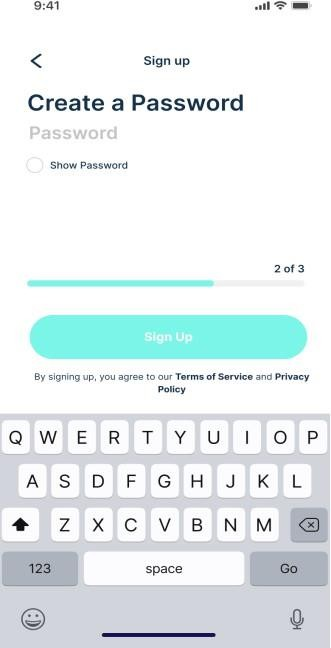 9:41
Sign up
Create a Password
Password
Show Password
2 of 3
Sign Up
By signing up, you agree to our Terms of Service and Privacy
Policy
Q W E R T Y U I O P
A S D F G H J K L
Z X C V B N M
123 space Go